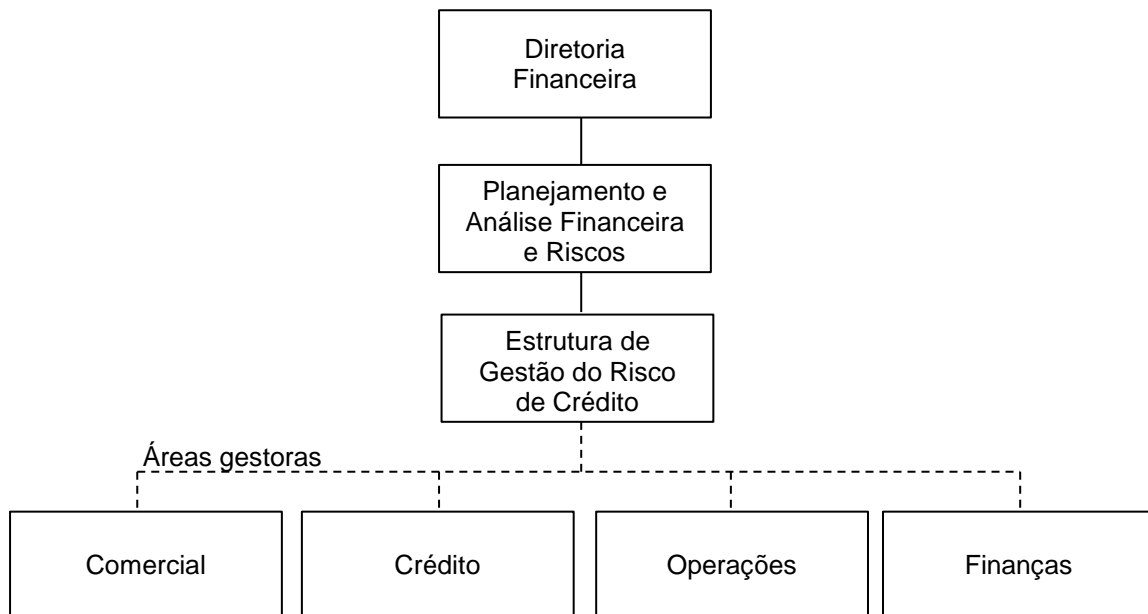 Diretoria
Financeira
Planejamento e
Análise Financeira
e Riscos
Estrutura de
Gestão do Risco
de Crédito
Áreas gestoras
Comercial
Crédito
Operações
Finanças